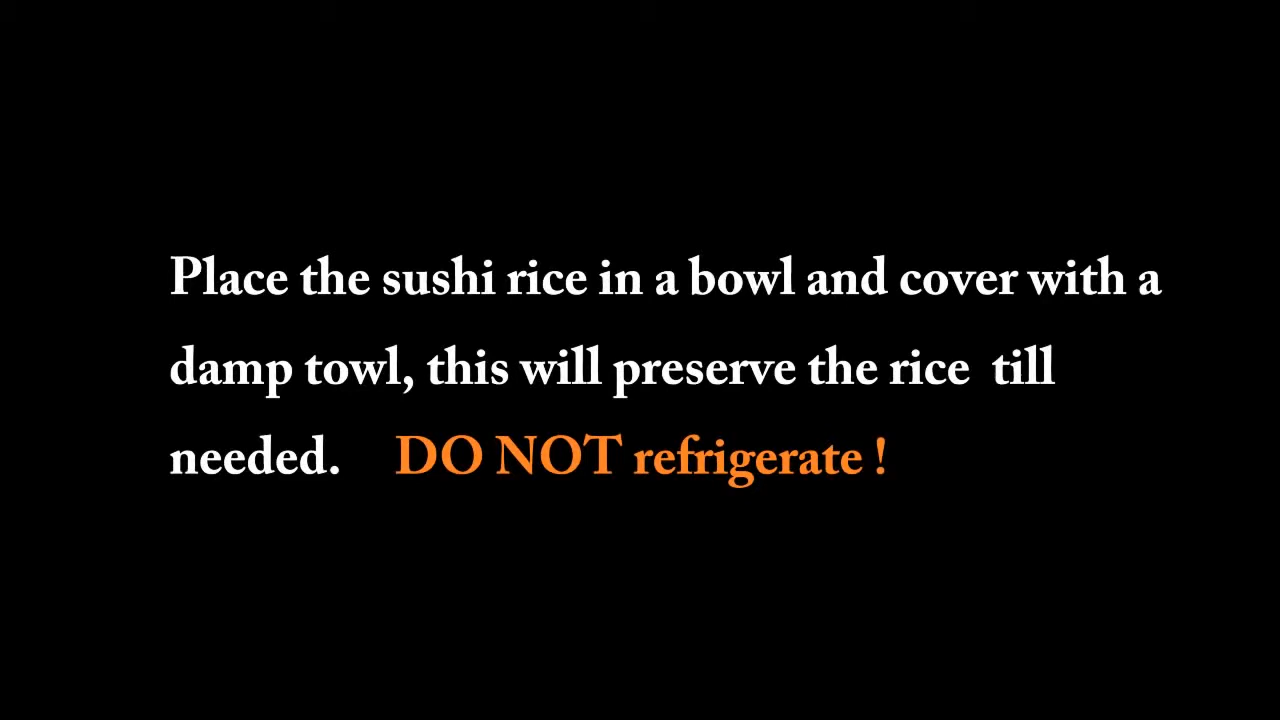 Place the sushi rice in a bowl and cover with a
damp towl, this will preserve the rice  till
needed.    DO NOT refrigerate !